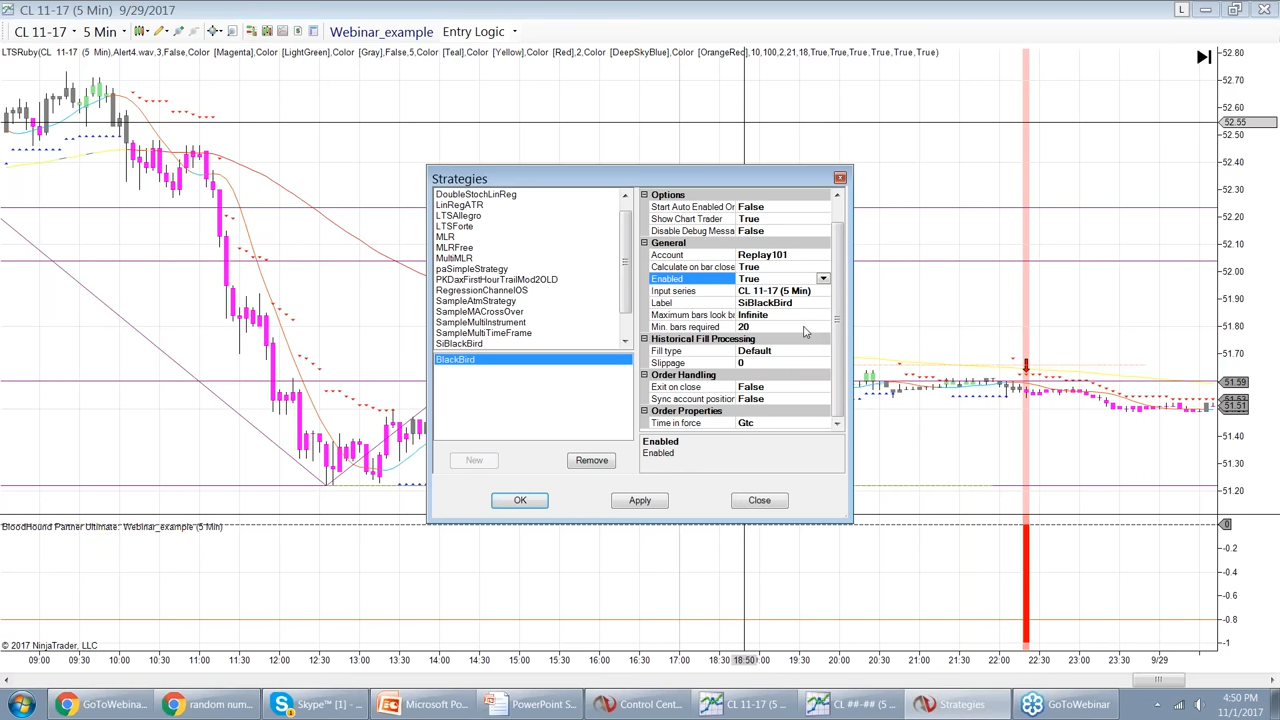 CL 11-17 (5 Min) 9/29/2017
L
CL 11-17
5 Min
Webinar_example
Entry Logic
LTSRuby(CL 11-17 (5 Min),Alert4.wav,3,False,Color [Magenta],Color [LightGreen],Color [Gray],False,5,Color [Teal],Color [Yellow],Color [Red],2,Color [DeepSkyBlue],Color [OrangeRed],10,100,2,21,18,True,True,True,True,True,True)
52.80
52.70
52.60
52.55
52.50
52.40
52.30
52.20
52.10
52.00
51.90
51.80
51.70
51.59
51.51
51.40
51.30
51.20
Strategies
DoubleStochLinReg
LinRegATR
LTSAllegro
LTSForte
MLR
MLRFree
MultiMLR
paSimpleStrategy
PKDaxFirstHourTrailMod2OLD
RegressionChannelOS
SampleAtmStrategy
SampleMACrossOver
SampleMultiInstrument
SampleMultiTimeFrame
SiBlackBird
BlackBird
New
Remove
Options
Start Auto Enabled Or False
Show Chart Trader True
Disable Debug Messa False
General
Account Replay101
Calculate on bar close True
Enabled True
Input series CL 11-17 (5 Min)
Label SiBlackBird
Maximum bars look ba Infinite
Min. bars required 20
Historical Fill Processing
Fill type Default
Slippage 0
Order Handling
Exit on close False
Sync account position False
Order Properties
Time in force Gtc
Enabled
Enabled
OK
Apply
Close
BloodHound Partner Ultimate: Webinar_example (5 Min)
0
-0.2
-0.4
-0.6
-0.8
-1
© 2017 NinjaTrader, LLC
09:00 09:30 10:00 10:30 11:00 11:30 12:00 12:30 13:00 13:30 14:00 14:30 15:00 15:30 16:00 16:30 17:00 17:30 18:30 18:50 :00 19:30 20:00 20:30 21:00 21:30 22:00 22:30 23:00 23:30 9/29
GoToWebina...
random num...
Skype™ [1] - ...
Microsoft Po...
PowerPoint S...
Control Cent...
CL 11-17 (5 ...
CL ##-## (5 ...
Strategies
GoToWebinar
4:50 PM
11/1/2017